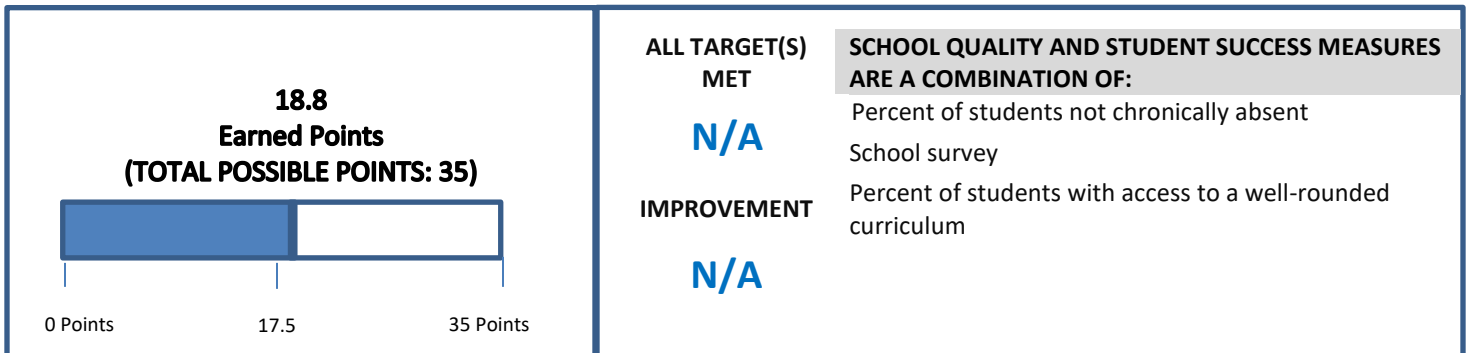 18.8
Earned Points
(TOTAL POSSIBLE POINTS: 35)
0 Points
17.5
35 Points
ALL TARGET(S)
MET
N/A
IMPROVEMENT
N/A
SCHOOL QUALITY AND STUDENT SUCCESS MEASURES
ARE A COMBINATION OF:
Percent of students not chronically absent
School survey
Percent of students with access to a well-rounded
curriculum